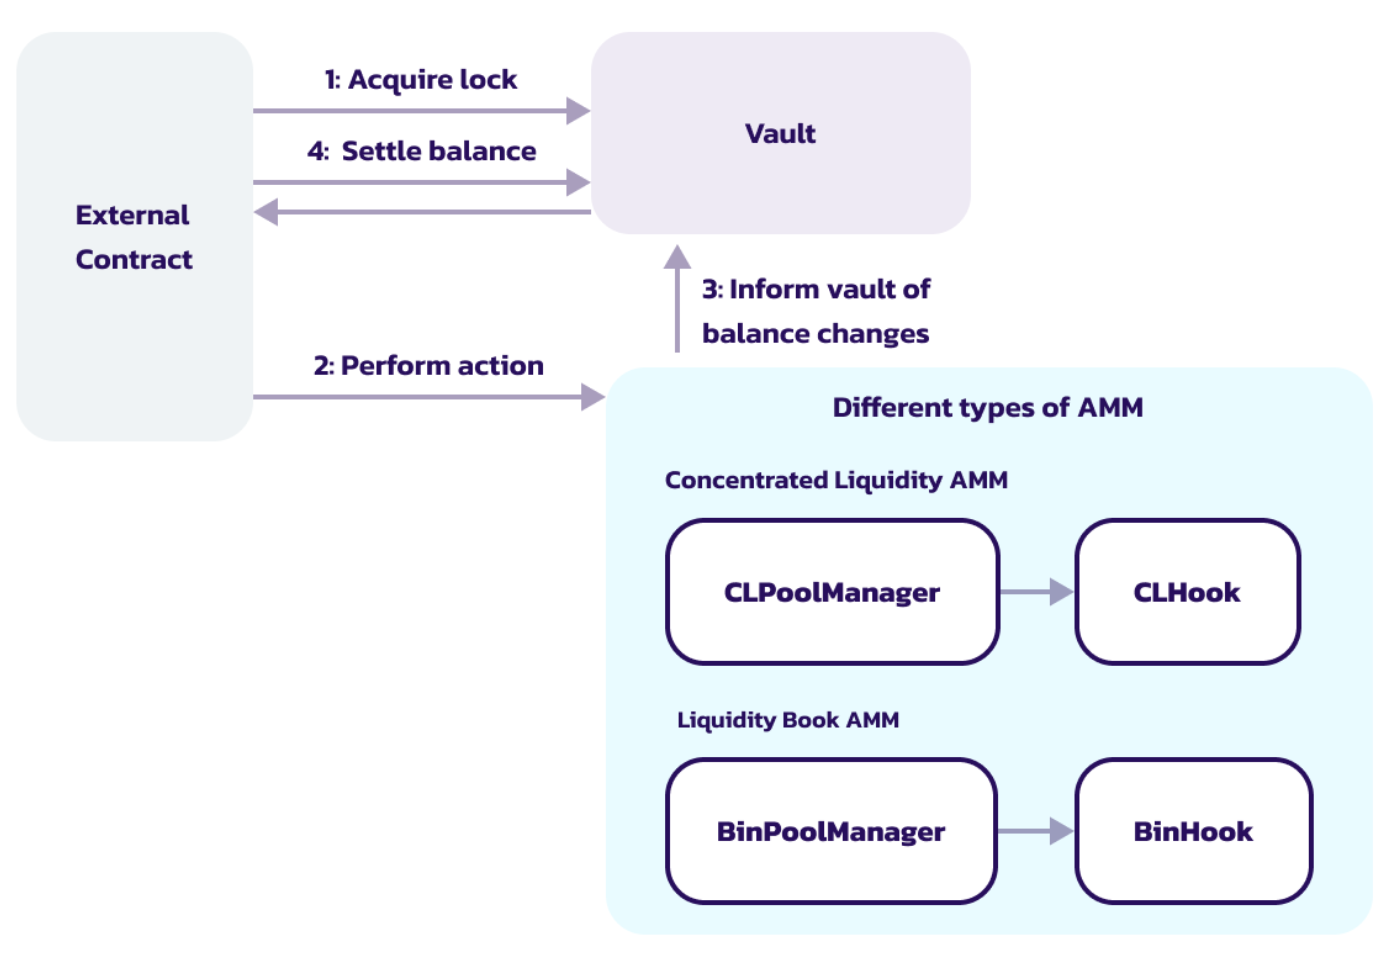 1: Acquire lock
Vault
4: Settle balance
External
Contract
3: Inform vault of
balance changes
2: Perform action
Different types of AMM
Concentrated Liquidity AMM
CLPoolManager
CLHook
Liquidity Book AMM
BinPoolManager
BinHook